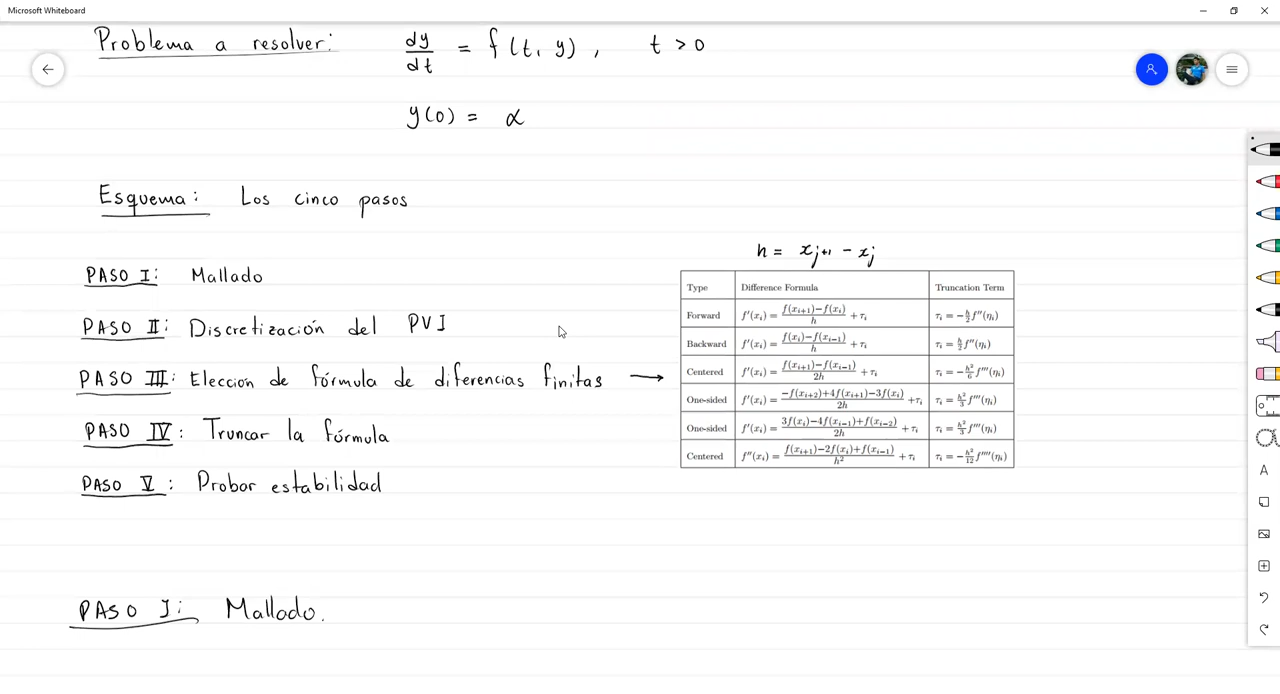 Microsoft Whiteboard
Problema a resolver: dy/dt = f(t, y), t > 0
y(0) = α
Esquema: Los cinco pasos
PASO I: Mallado
PASO II: Discretización del PVI
PASO III: Elección de fórmula de diferencias finitas →
PASO IV: Truncar la fórmula
PASO V: Probar estabilidad
h = x_{j+1} - x_j
Type Difference Formula Truncation Term
Forward f'(x_i) = (f(x_{i+1})−f(x_i))/h + τ_i τ_i = −h/2 f''(η_i)
Backward f'(x_i) = (f(x_i)−f(x_{i−1}))/h + τ_i τ_i = h/2 f''(η_i)
Centered f'(x_i) = (f(x_{i+1})−f(x_{i−1}))/2h + τ_i τ_i = −h²/6 f'''(η_i)
One-sided f'(x_i) = (−f(x_{i+2})+4f(x_{i+1})−3f(x_i))/2h + τ_i τ_i = h²/3 f'''(η_i)
One-sided f'(x_i) = (3f(x_i)−4f(x_{i−1})+f(x_{i−2}))/2h + τ_i τ_i = h²/3 f'''(η_i)
Centered f''(x_i) = (f(x_{i+1})−2f(x_i)+f(x_{i−1}))/h² + τ_i τ_i = −h²/12 f''''(η_i)
PASO I: Mallado.
A